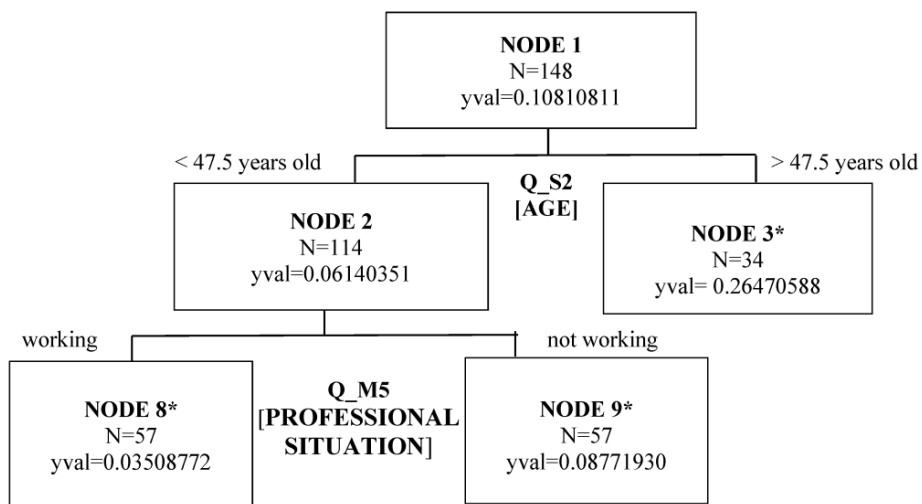 NODE 1
N=148
yval=0.10810811
< 47.5 years old
> 47.5 years old
Q_S2
[AGE]
NODE 2
N=114
yval=0.06140351
NODE 3*
N=34
yval= 0.26470588
working
not working
NODE 8*
N=57
yval=0.03508772
Q_M5
[PROFESSIONAL
SITUATION]
NODE 9*
N=57
yval=0.08771930